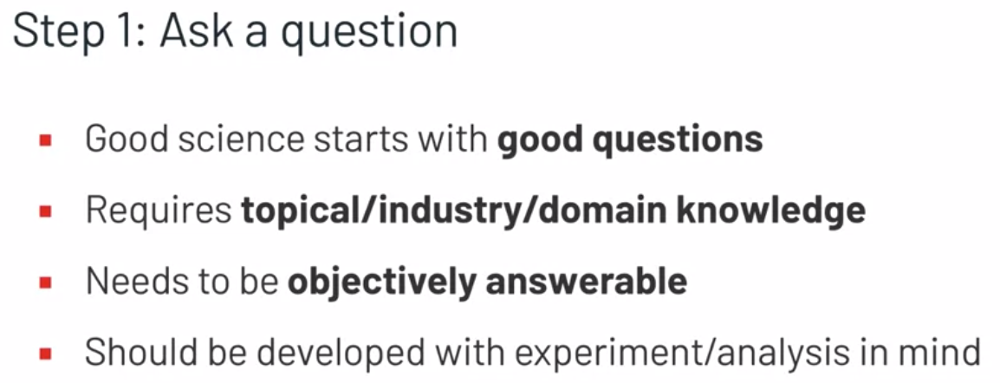 Step 1: Ask a question
Good science starts with good questions
Requires topical/industry/domain knowledge
Needs to be objectively answerable
Should be developed with experiment/analysis in mind